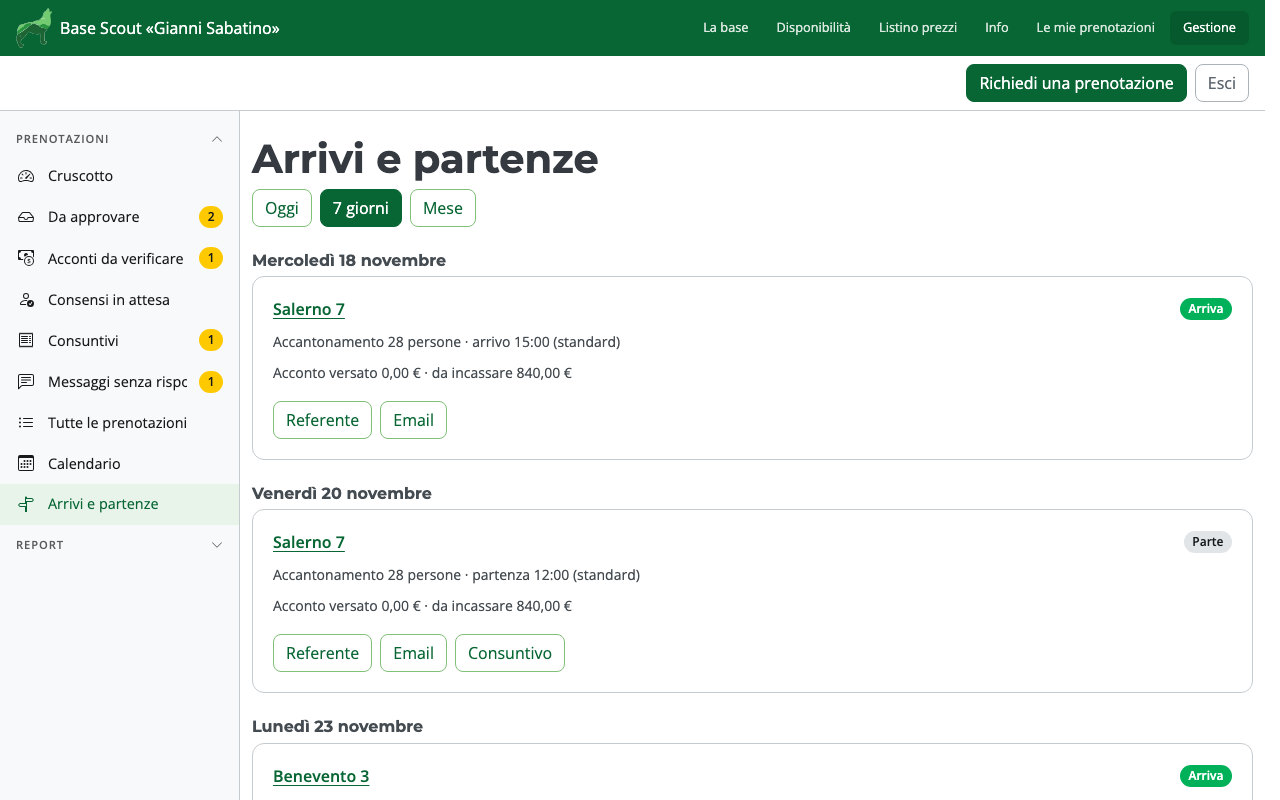 Base Scout «Gianni Sabatino»
La base
Disponibilità
Listino prezzi
Info
Le mie prenotazioni
Gestione
Richiedi una prenotazione
Esci
PRENOTAZIONI
Cruscotto
Da approvare 2
Acconti da verificare 1
Consensi in attesa
Consuntivi 1
Messaggi senza rispo 1
Tutte le prenotazioni
Calendario
Arrivi e partenze
REPORT
Arrivi e partenze
Oggi
7 giorni
Mese
Mercoledì 18 novembre
Salerno 7
Arriva
Accantonamento 28 persone · arrivo 15:00 (standard)
Acconto versato 0,00 € · da incassare 840,00 €
Referente
Email
Venerdì 20 novembre
Salerno 7
Parte
Accantonamento 28 persone · partenza 12:00 (standard)
Acconto versato 0,00 € · da incassare 840,00 €
Referente
Email
Consuntivo
Lunedì 23 novembre
Benevento 3
Arriva